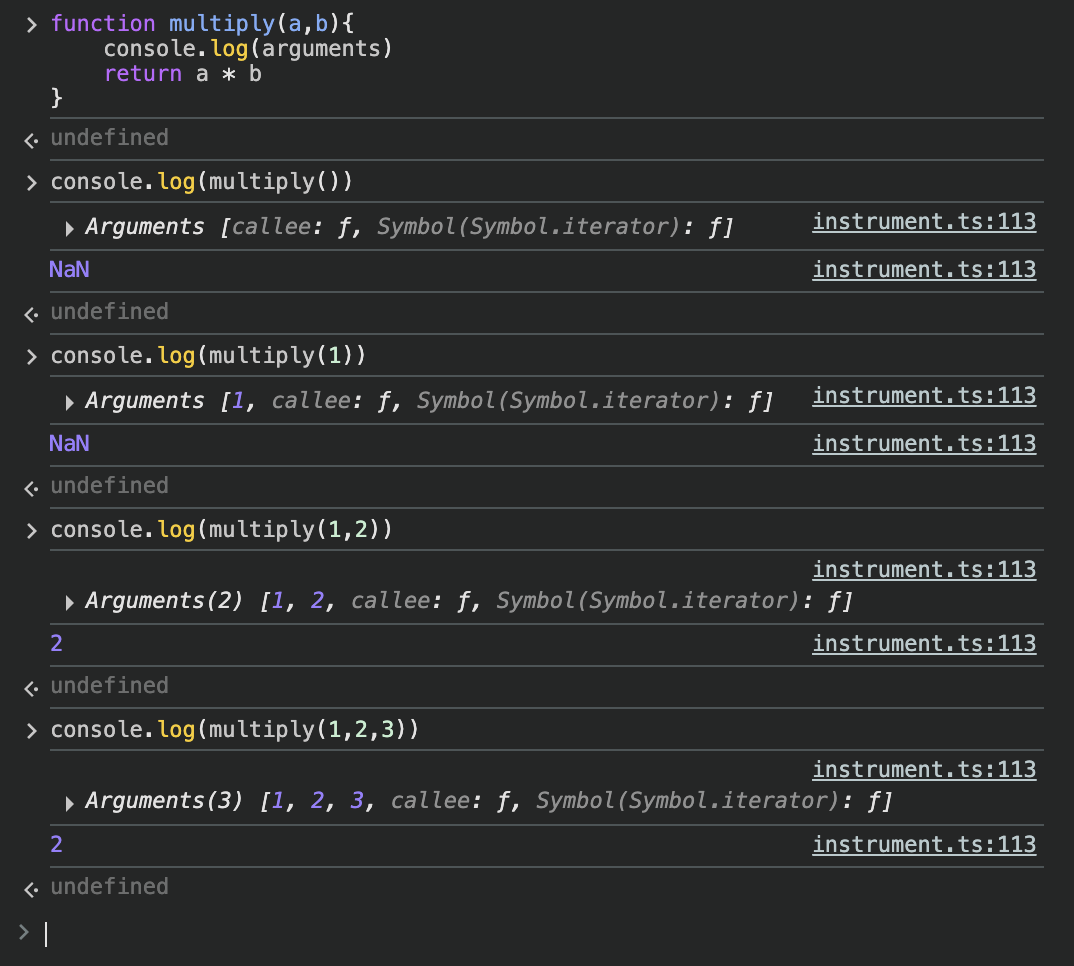 function multiply(a,b){
    console.log(arguments)
    return a * b
}
undefined
console.log(multiply())
Arguments [callee: ƒ, Symbol(Symbol.iterator): ƒ] instrument.ts:113
NaN instrument.ts:113
undefined
console.log(multiply(1))
Arguments [1, callee: ƒ, Symbol(Symbol.iterator): ƒ] instrument.ts:113
NaN instrument.ts:113
undefined
console.log(multiply(1,2))
instrument.ts:113
Arguments(2) [1, 2, callee: ƒ, Symbol(Symbol.iterator): ƒ]
2 instrument.ts:113
undefined
console.log(multiply(1,2,3))
instrument.ts:113
Arguments(3) [1, 2, 3, callee: ƒ, Symbol(Symbol.iterator): ƒ]
2 instrument.ts:113
undefined